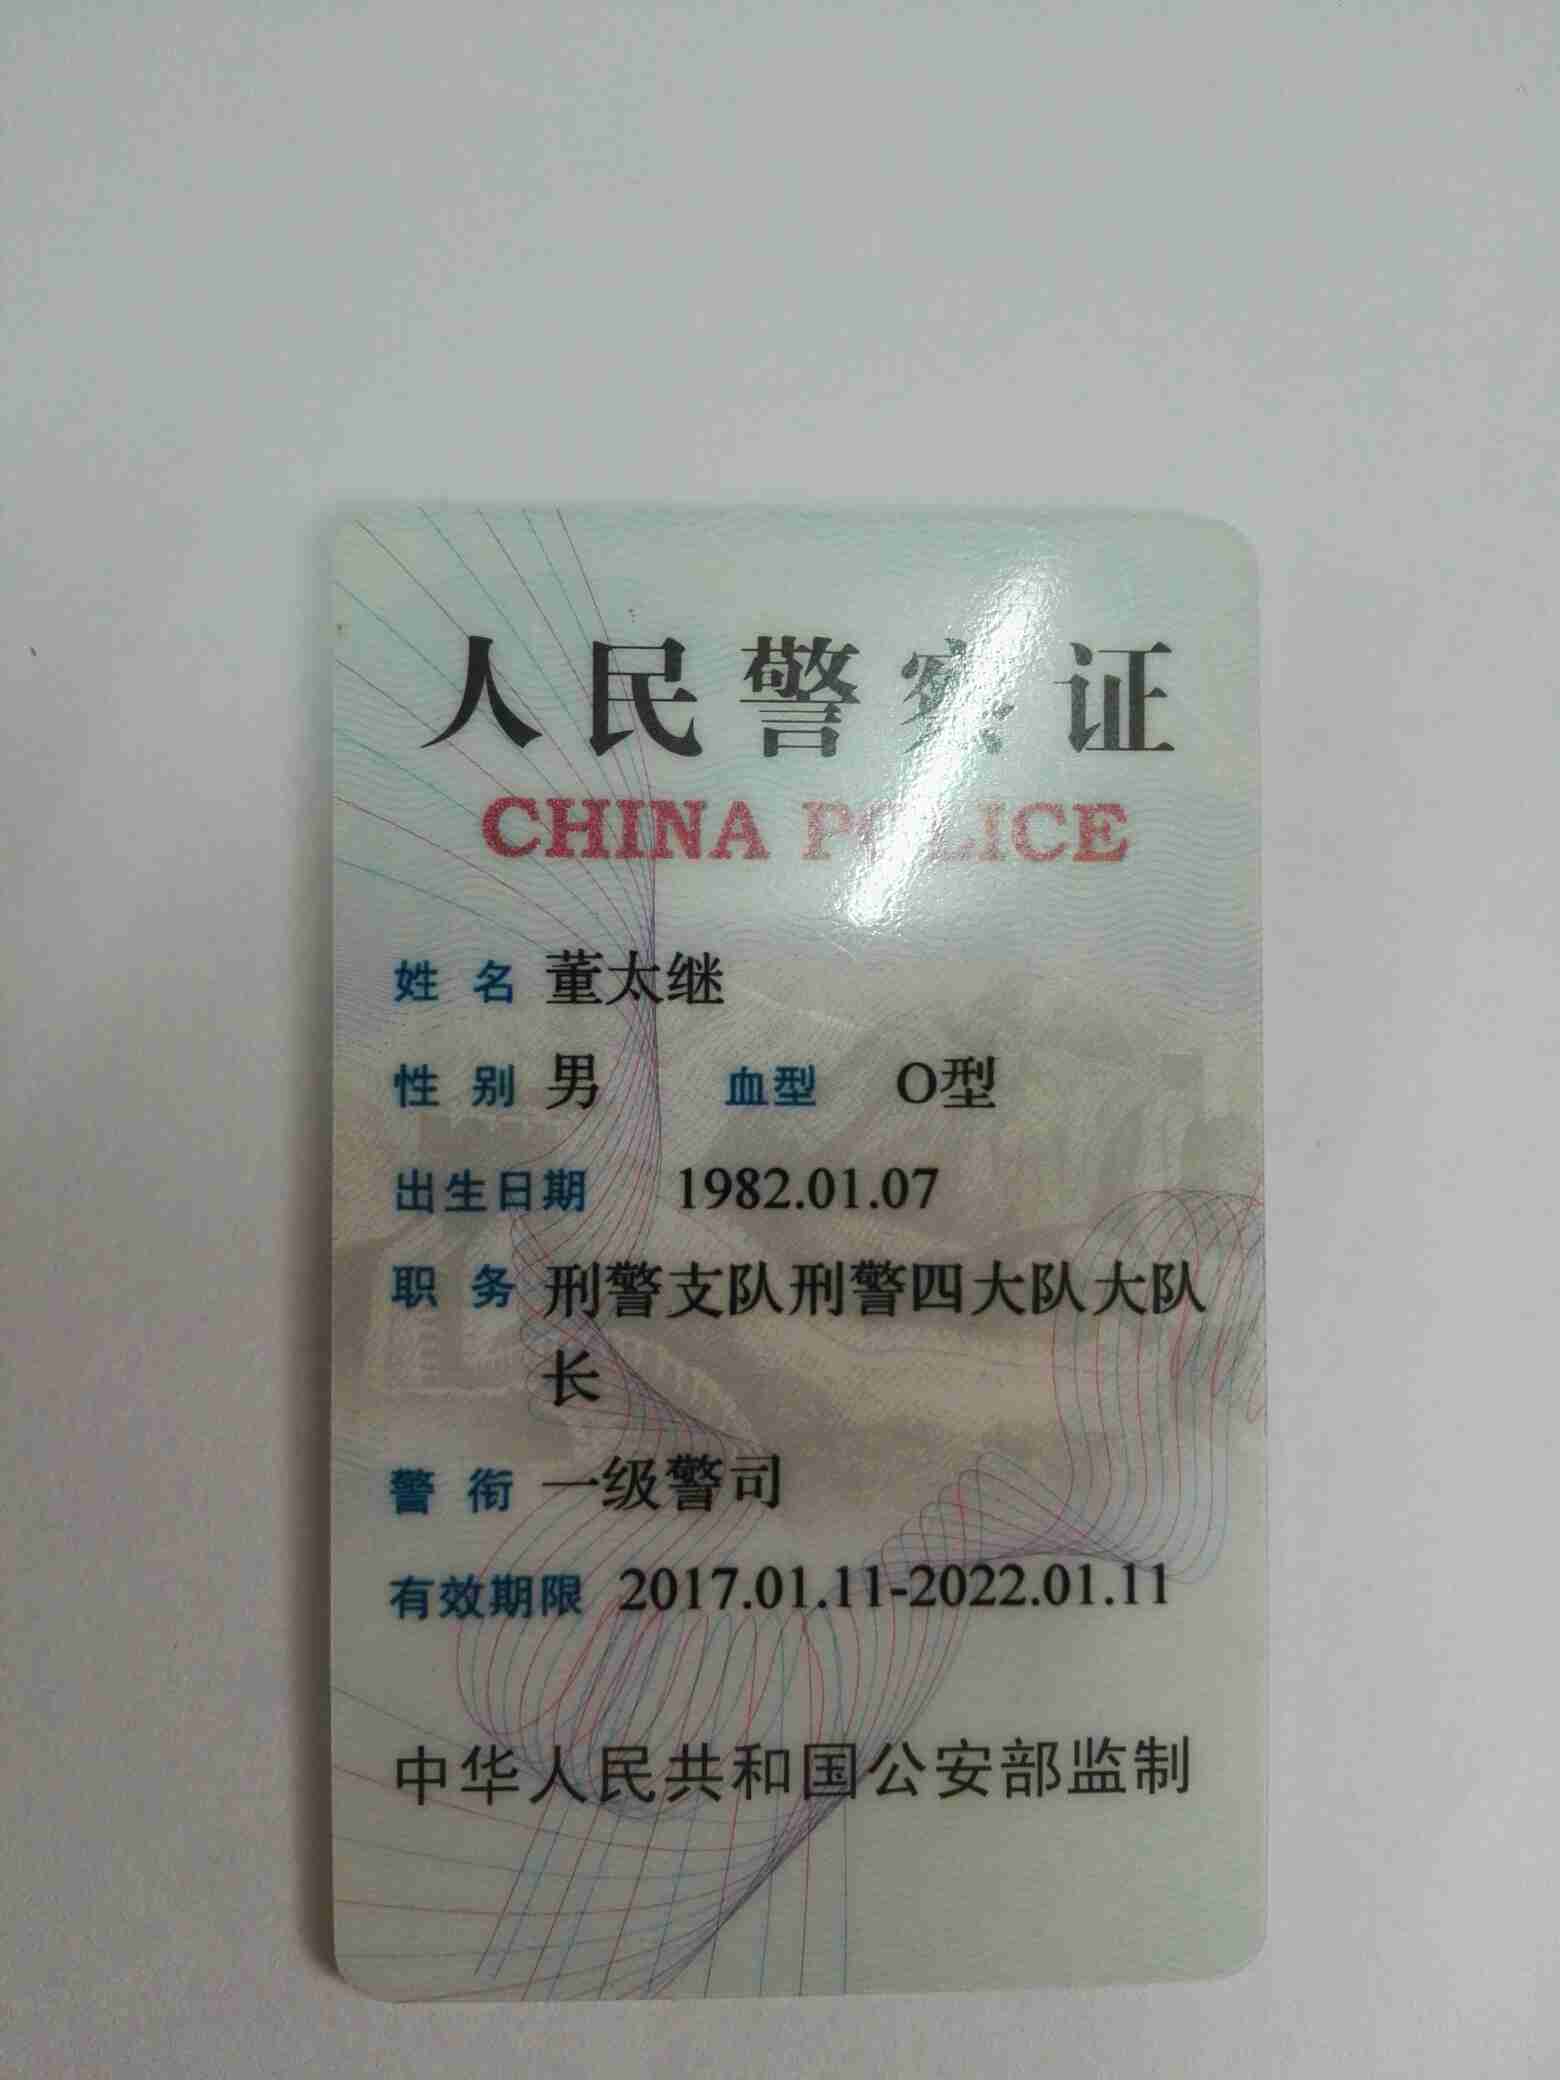 人民警察证
CHINA POLICE
姓 名 董太继
性 别 男 血型 O型
出生日期 1982.01.07
职 务 刑警支队刑警四大队大队
长
警 衔 一级警司
有效期限 2017.01.11-2022.01.11
中华人民共和国公安部监制